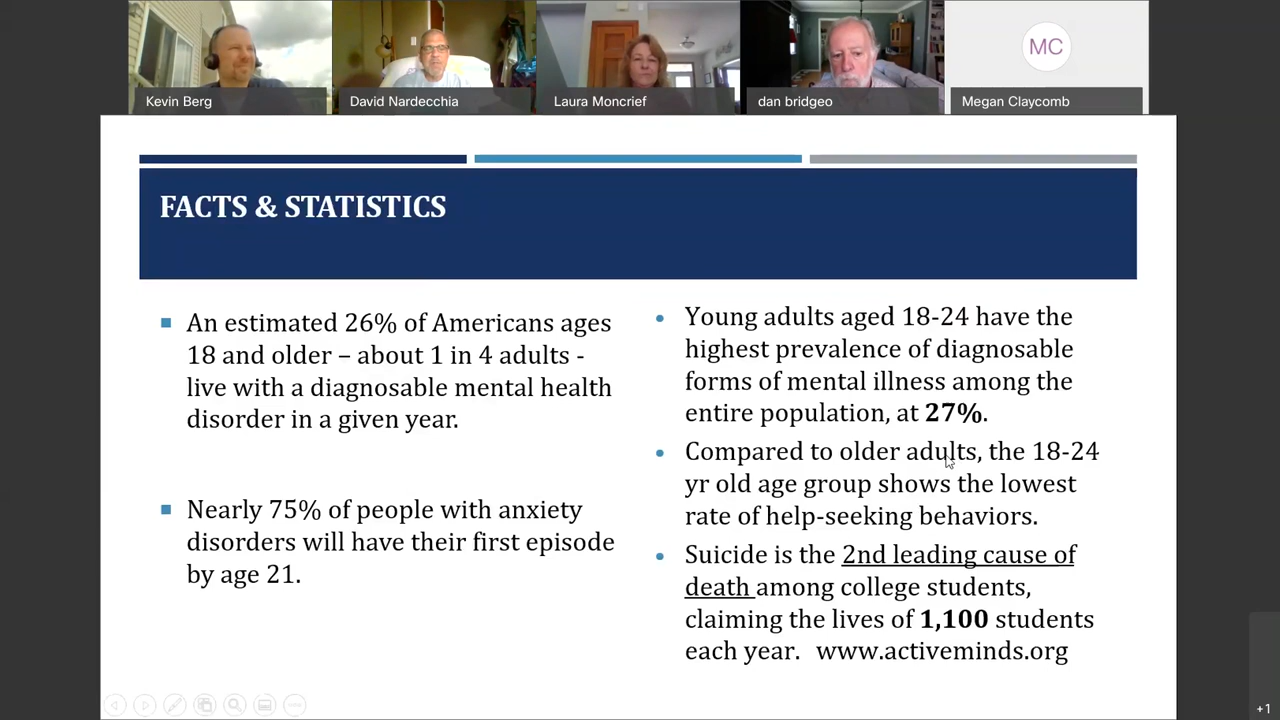 Kevin Berg
David Nardecchia
Laura Moncrief
dan bridgeo
MC
Megan Claycomb
FACTS & STATISTICS
An estimated 26% of Americans ages
18 and older – about 1 in 4 adults -
live with a diagnosable mental health
disorder in a given year.
Nearly 75% of people with anxiety
disorders will have their first episode
by age 21.
Young adults aged 18-24 have the
highest prevalence of diagnosable
forms of mental illness among the
entire population, at 27%.
Compared to older adults, the 18-24
yr old age group shows the lowest
rate of help-seeking behaviors.
Suicide is the 2nd leading cause of
death among college students,
claiming the lives of 1,100 students
each year. www.activeminds.org
+1